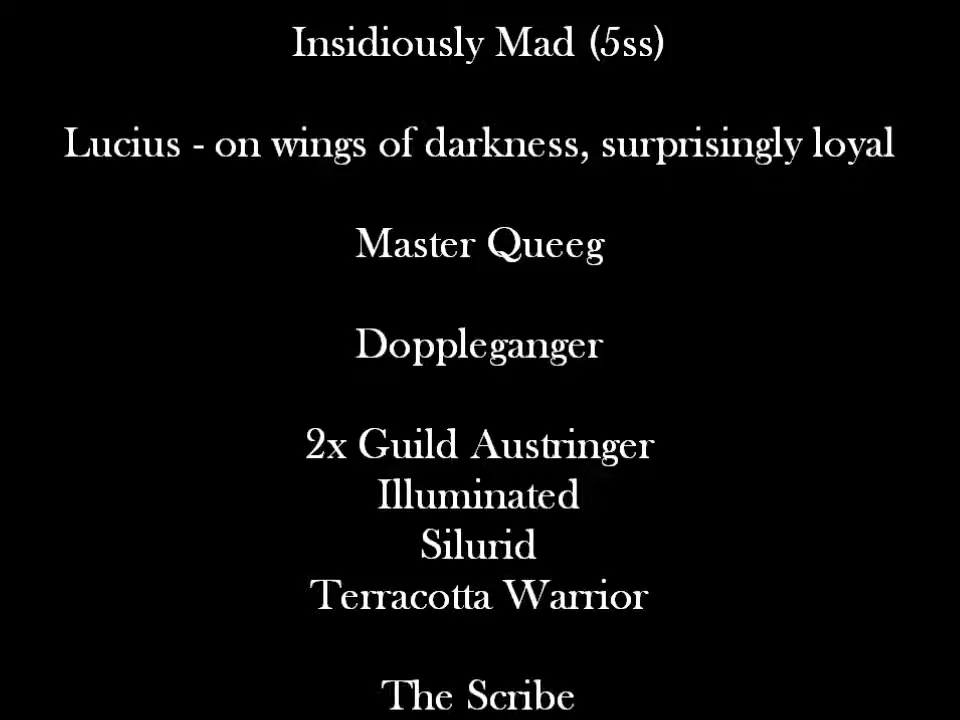 Insidiously Mad (5ss)
Lucius - on wings of darkness, surprisingly loyal
Master Queeg
Doppleganger
2x Guild Austringer
Illuminated
Silurid
Terracotta Warrior
The Scribe